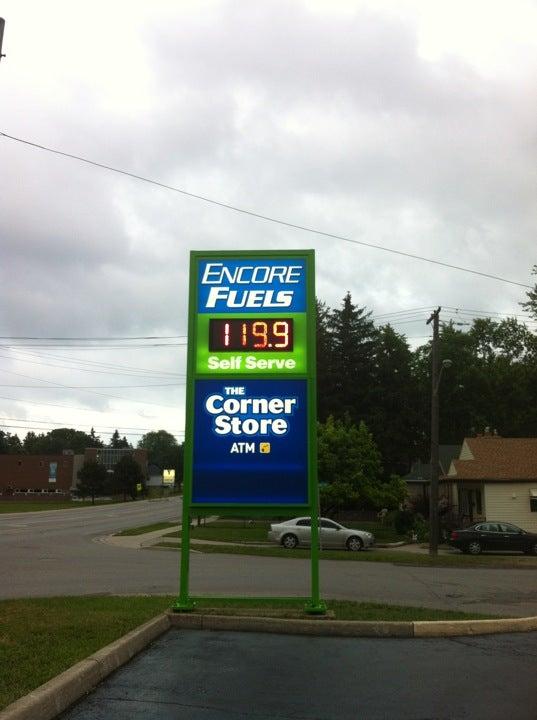 ENCORE
FUELS
119.9
Self Serve
THE
Corner
Store
ATM